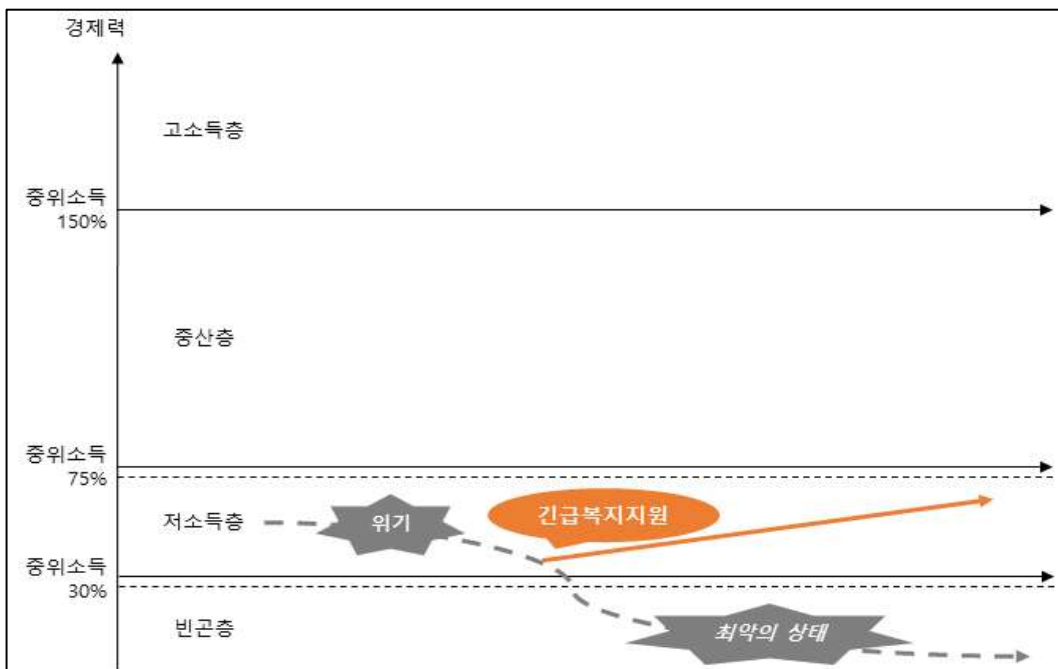 경제력
고소득층
중위소득
150%
중산층
중위소득
75%
저소득층
위기
긴급복지지원
중위소득
30%
빈곤층
최악의 상태